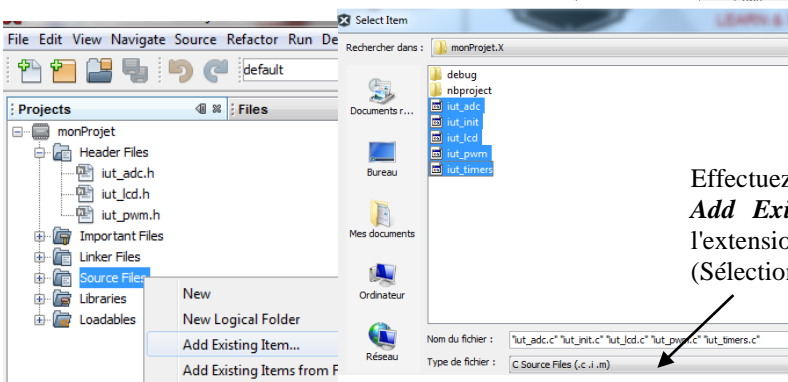 File Edit View Navigate Source Refactor Run De
default
Projects
Files
monProjet
Header Files
iut_adc.h
iut_lcd.h
iut_pwm.h
Important Files
Linker Files
Source Files
Libraries
Loadables
New
New Logical Folder
Add Existing Item...
Add Existing Items from F
Select Item
LEARN &
Rechercher dans :
monProjet.X
Documents r...
Bureau
Mes documents
Ordinateur
Réseau
debug
nbproject
iut_adc
iut_init
iut_lcd
iut_pwm
iut_timers
Nom du fichier :
"iut_adc.c" "iut_init.c" "iut_lcd.c" "iut_pwm.c" "iut_timers.c"
Type de fichier :
C Source Files (.c .i .m)
Effectuez
Add Exi
l'extensio
(Sélection